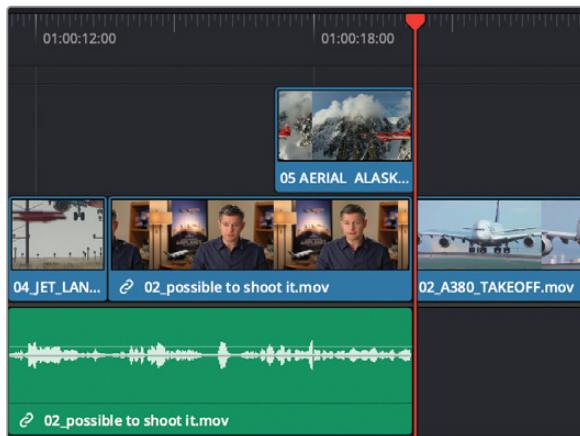 01:00:12:00
01:00:18:00
05 AERIAL ALASK...
04_JET_LAN...
02_possible to shoot it.mov
02_A380_TAKEOFF.mov
02_possible to shoot it.mov